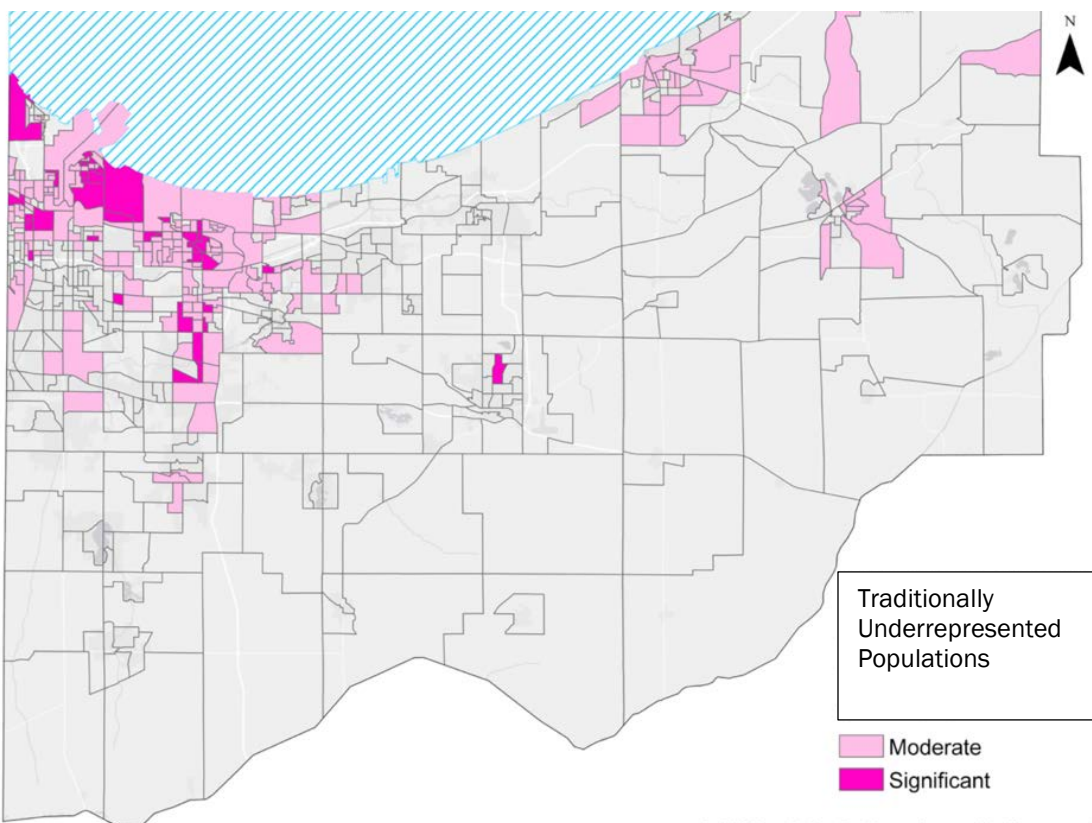 N
Traditionally
Underrepresented
Populations
Moderate
Significant